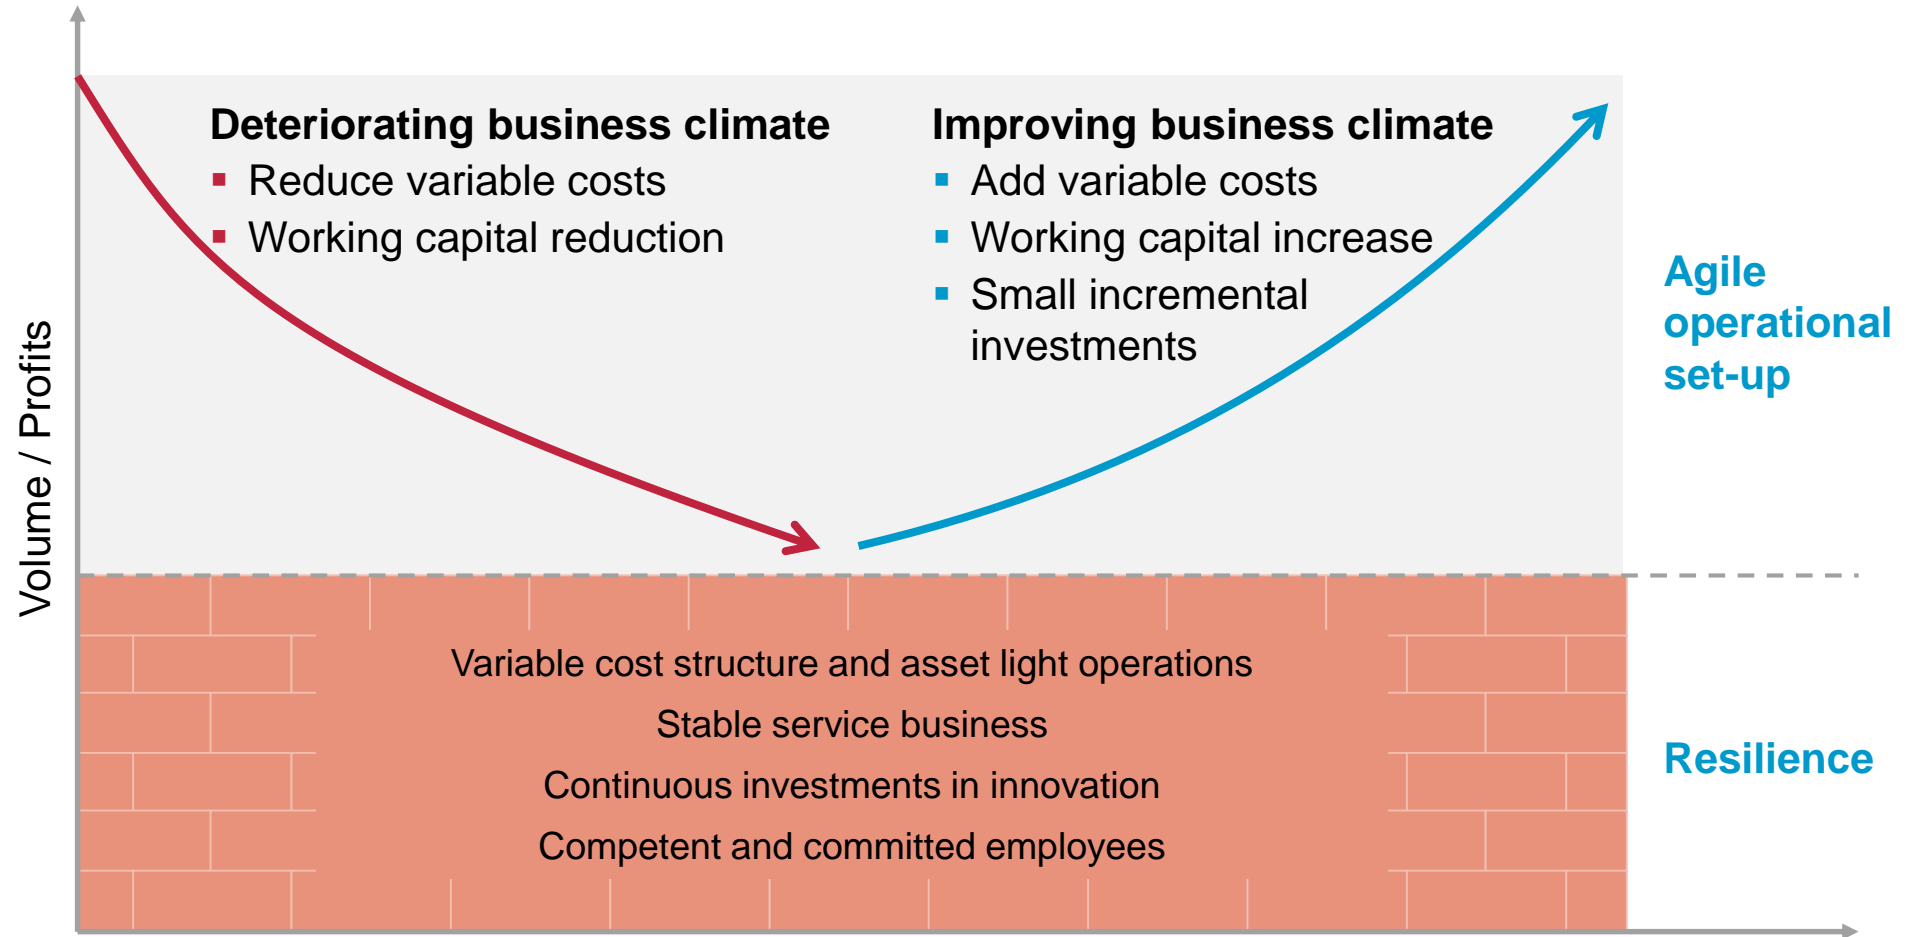 Volume / Profits
Deteriorating business climate
Reduce variable costs
Working capital reduction
Improving business climate
Add variable costs
Working capital increase
Small incremental
investments
Agile
operational
set-up
Variable cost structure and asset light operations
Stable service business
Continuous investments in innovation
Competent and committed employees
Resilience